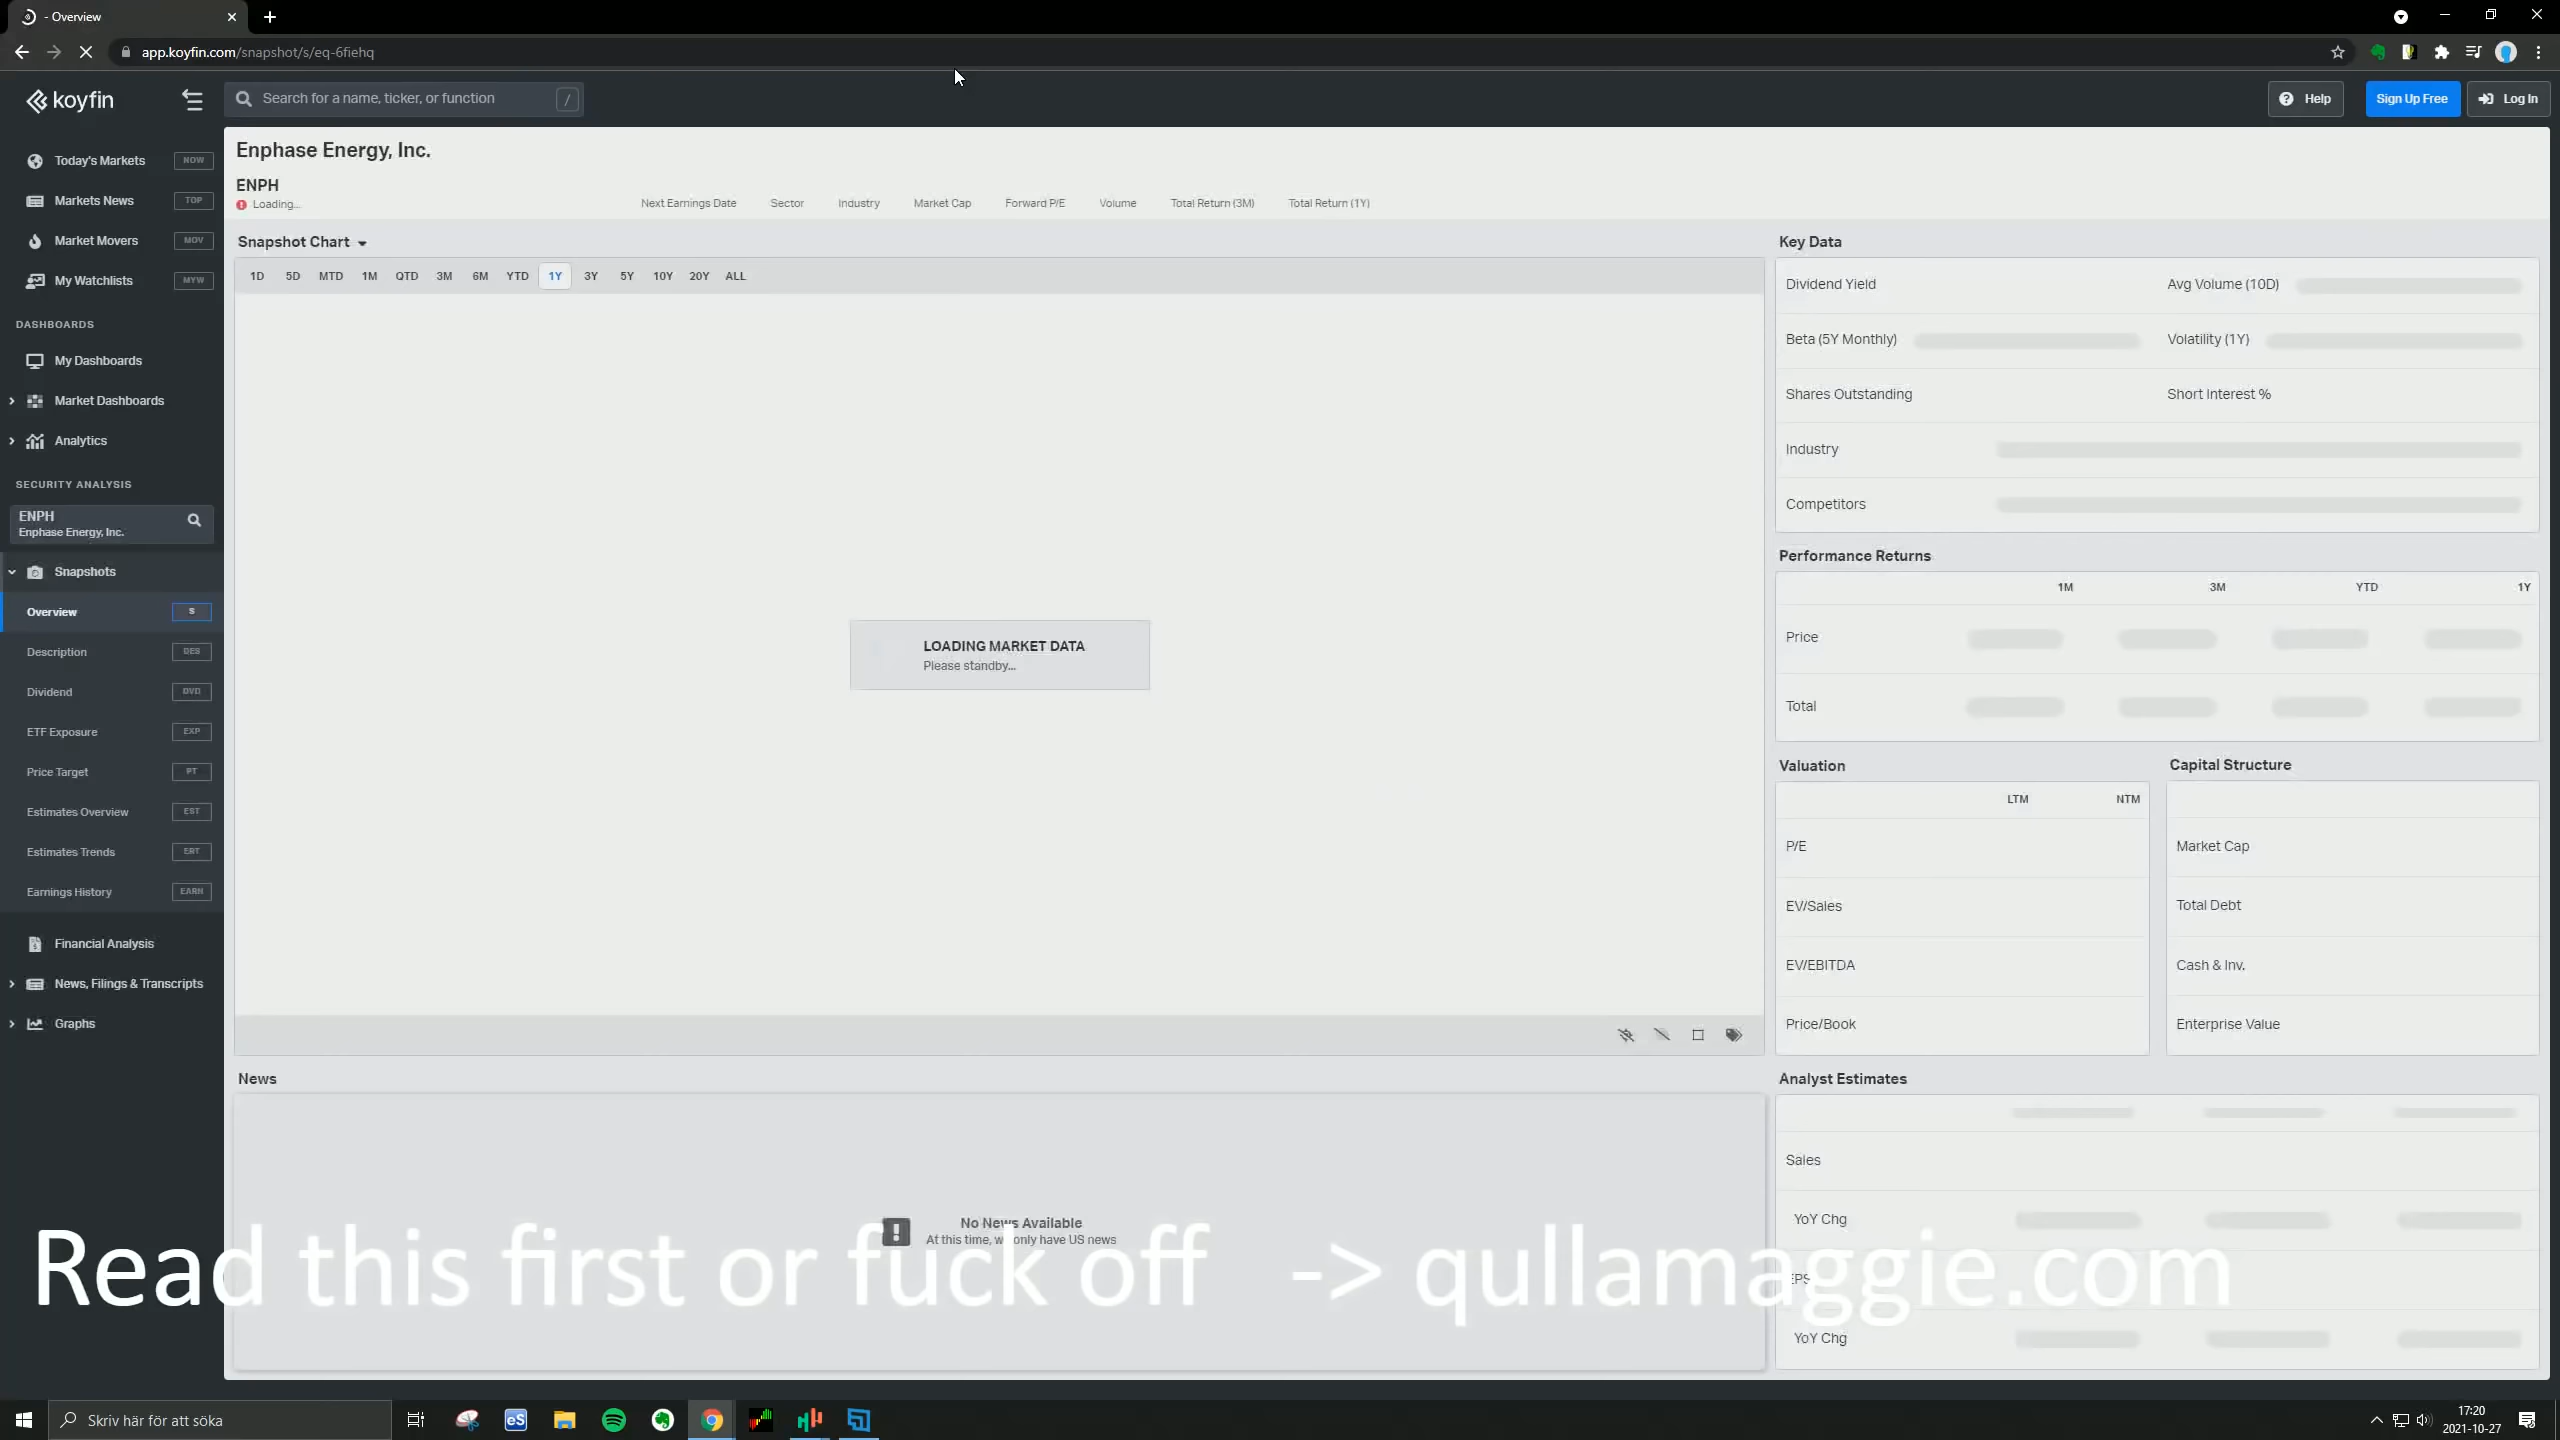 - Overview
app.koyfin.com/snapshot/s/eq-6fiehq
koyfin
Search for a name, ticker, or function /
Help
Sign Up Free
Log In
Today's Markets NOW
Markets News TOP
Market Movers MOV
My Watchlists MYW
DASHBOARDS
My Dashboards
Market Dashboards
Analytics
SECURITY ANALYSIS
ENPH
Enphase Energy, Inc.
Snapshots
Overview S
Description DES
Dividend DVD
ETF Exposure EXP
Price Target PT
Estimates Overview EST
Estimates Trends ERT
Earnings History EARN
Financial Analysis
News, Filings & Transcripts
Graphs
Enphase Energy, Inc.
ENPH
Loading...
Next Earnings Date Sector Industry Market Cap Forward P/E Volume Total Return (3M) Total Return (1Y)
Snapshot Chart
1D 5D MTD 1M QTD 3M 6M YTD 1Y 3Y 5Y 10Y 20Y ALL
LOADING MARKET DATA
Please standby...
News
No News Available
At this time, we only have US news
Key Data
Dividend Yield Avg Volume (10D)
Beta (5Y Monthly) Volatility (1Y)
Shares Outstanding Short Interest %
Industry
Competitors
Performance Returns
1M 3M YTD 1Y
Price
Total
Valuation
LTM NTM
P/E
EV/Sales
EV/EBITDA
Price/Book
Capital Structure
Market Cap
Total Debt
Cash & Inv.
Enterprise Value
Analyst Estimates
Sales
YoY Chg
EPS
YoY Chg
Read this first or fuck off -> qullamaggie.com
Skriv här för att söka
17:20
2021-10-27